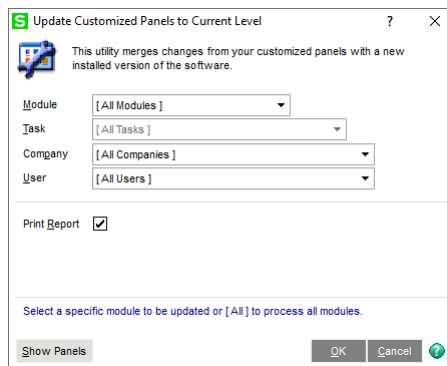 S Update Customized Panels to Current Level ?
This utility merges changes from your customized panels with a new
installed version of the software.
Module [ All Modules ]
Task [ All Tasks ]
Company [ All Companies ]
User [ All Users ]
Print Report
Select a specific module to be updated or [ All ] to process all modules.
Show Panels OK Cancel ?